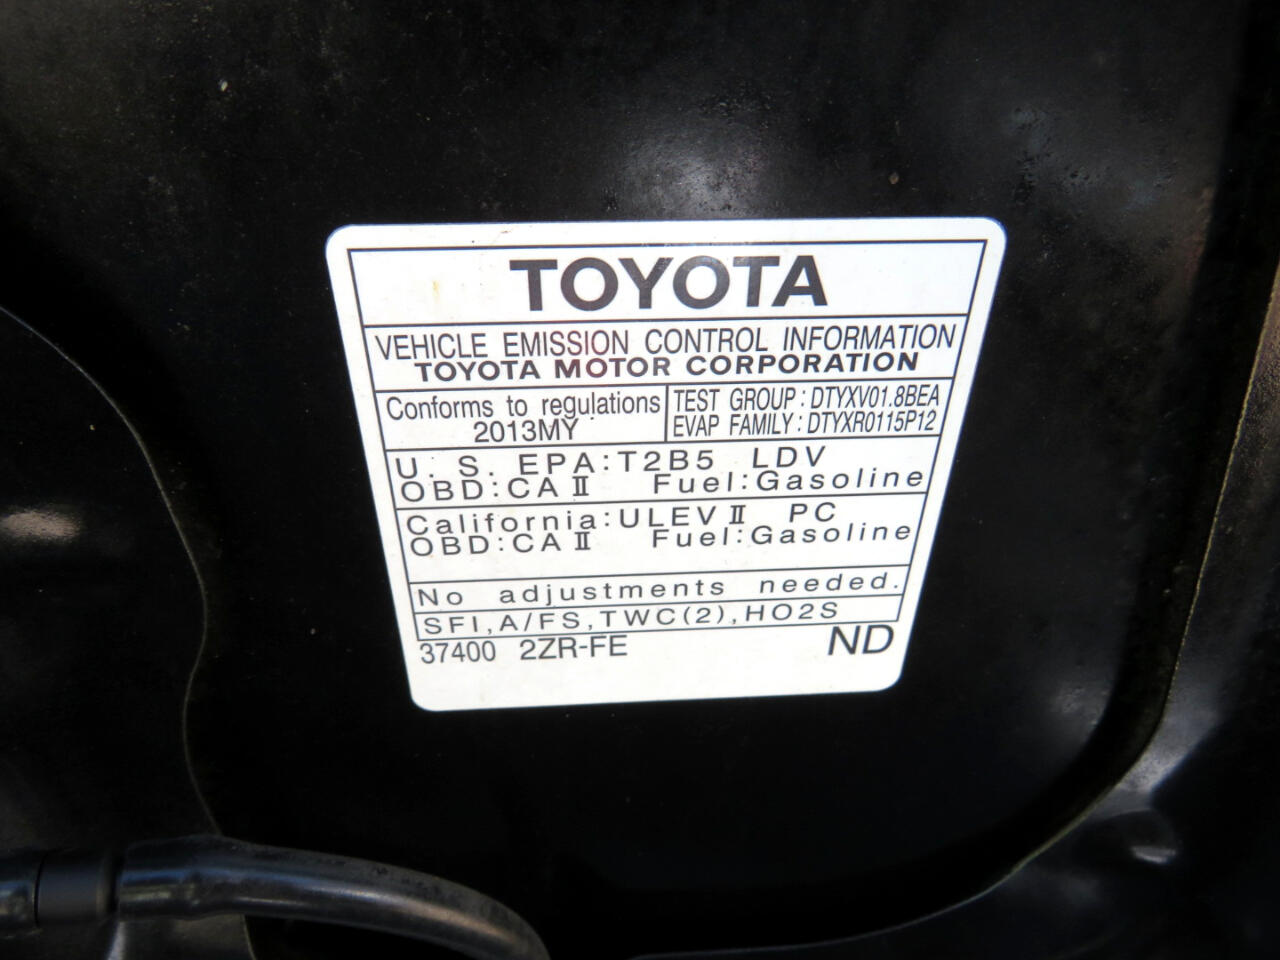 TOYOTA
VEHICLE EMISSION CONTROL INFORMATION
TOYOTA MOTOR CORPORATION
Conforms to regulations
2013MY
TEST GROUP : DTYXV01.8BEA
EVAP FAMILY : DTYXR0115P12
U. S. EPA:T2B5 LDV
OBD:CAⅡ Fuel:Gasoline
California:ULEVⅡ PC
OBD:CAⅡ Fuel:Gasoline
No adjustments needed.
SFI,A/FS,TWC(2),HO2S
37400 2ZR-FE ND